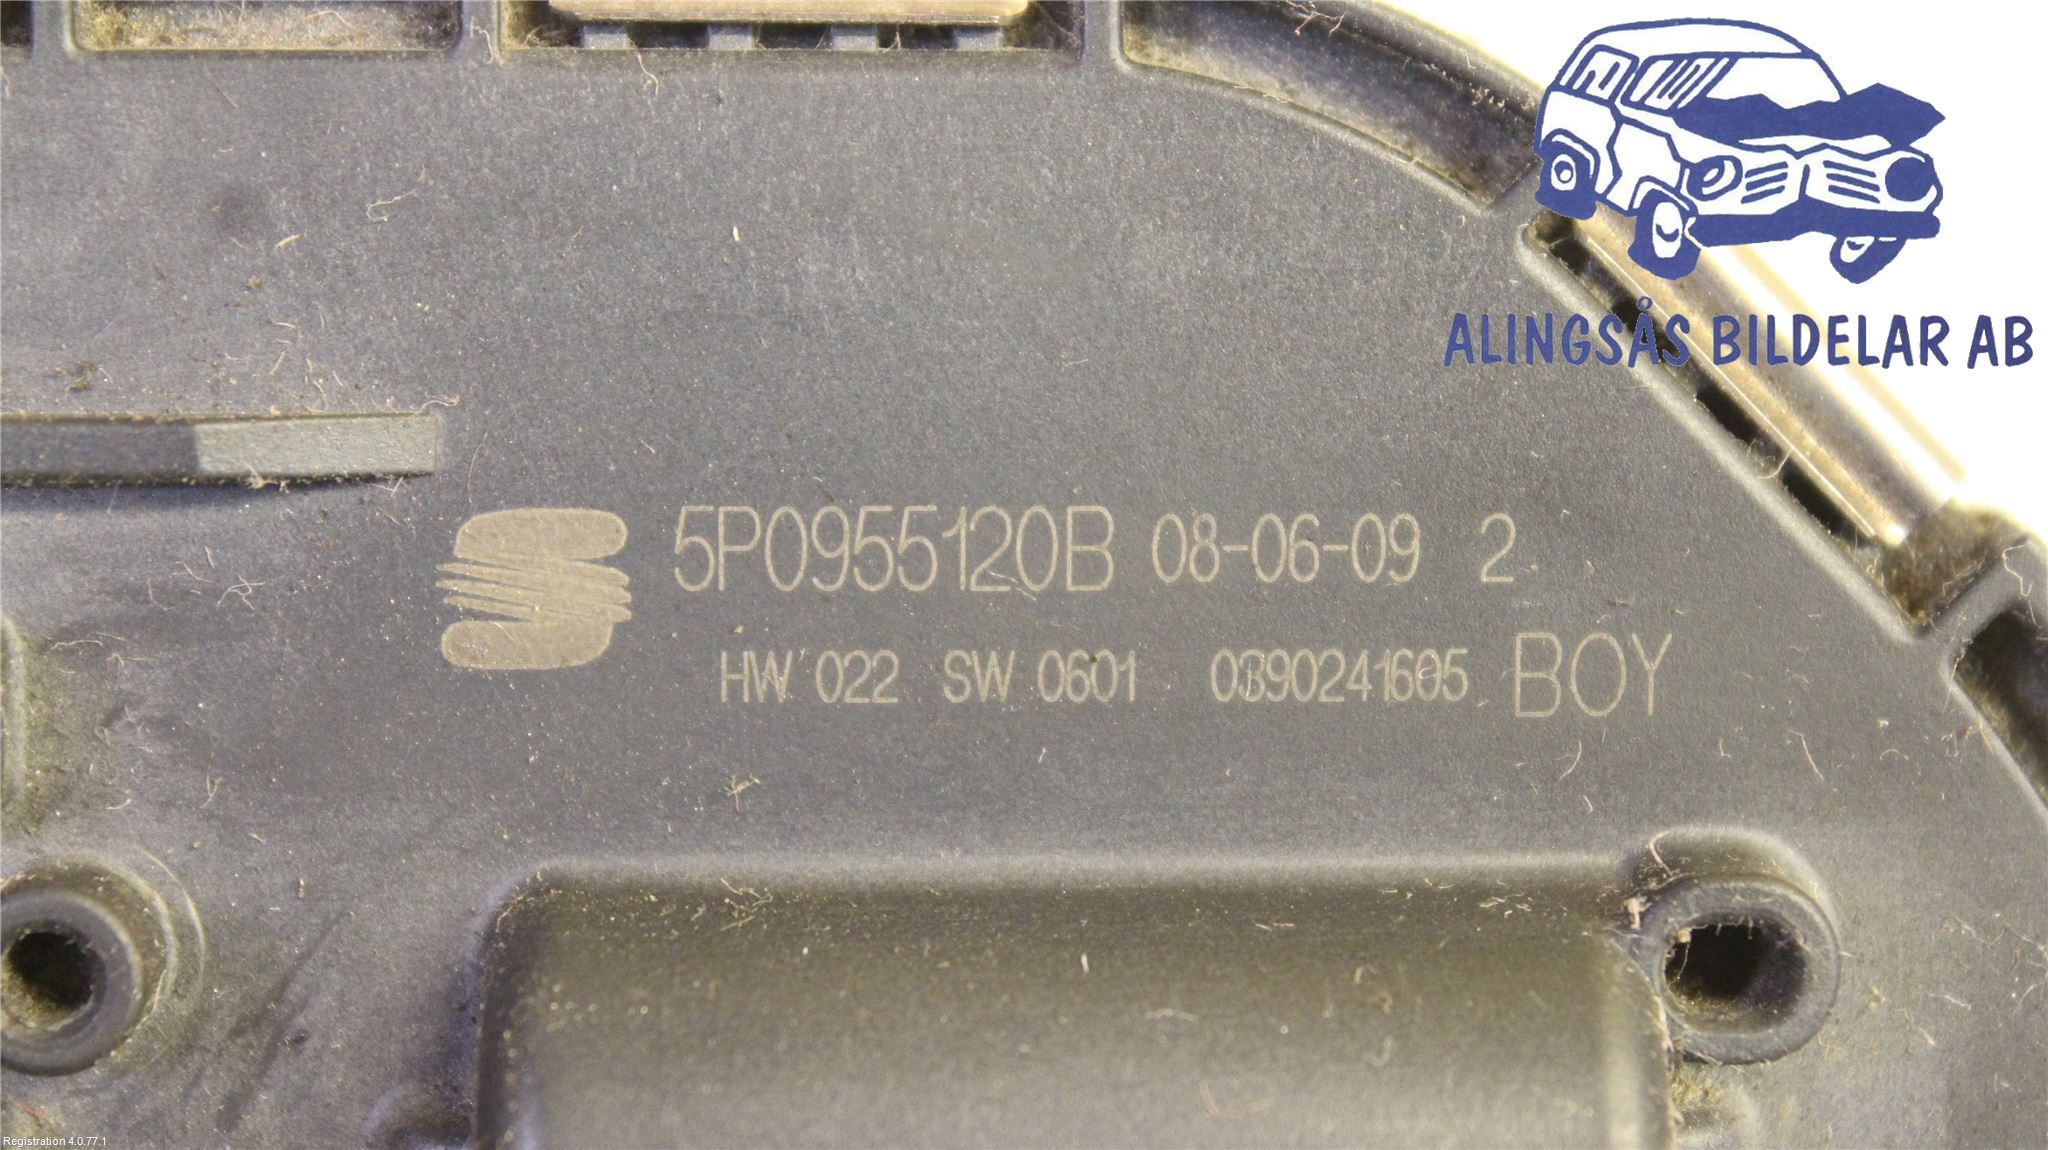 ALINGSÅS BILDELAR AB
5P0955120B 08-06-09 2
HW 022 SW 0601 0390241605 BOY
Registration 4.0.77.1